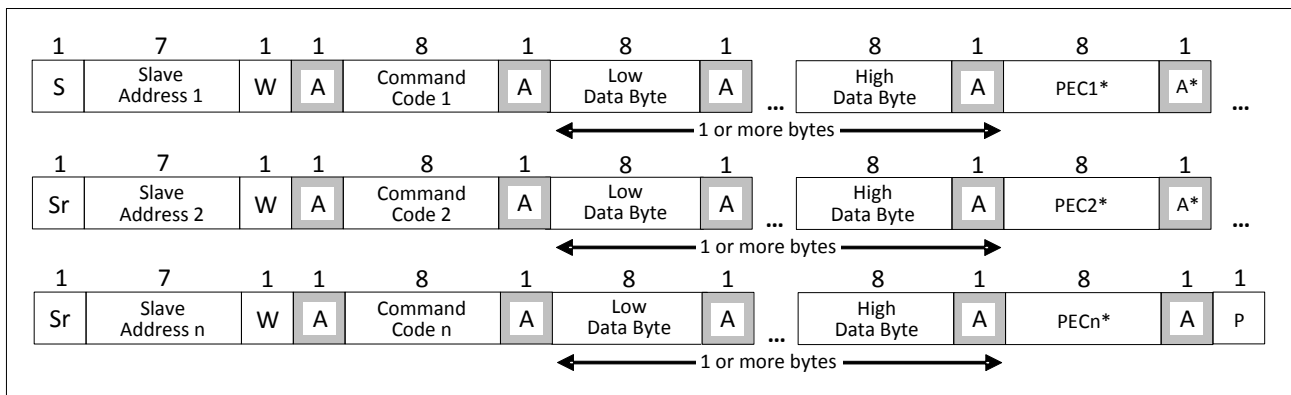 1 7 1 1 8 1 8 1 8 1 8 1
S Slave Address 1 W A Command Code 1 A Low Data Byte A ... High Data Byte A PEC1* A* ...
1 or more bytes
1 7 1 1 8 1 8 1 8 1 8 1
Sr Slave Address 2 W A Command Code 2 A Low Data Byte A ... High Data Byte A PEC2* A* ...
1 or more bytes
1 7 1 1 8 1 8 1 8 1 8 1 1
Sr Slave Address n W A Command Code n A Low Data Byte A ... High Data Byte A PECn* A P
1 or more bytes